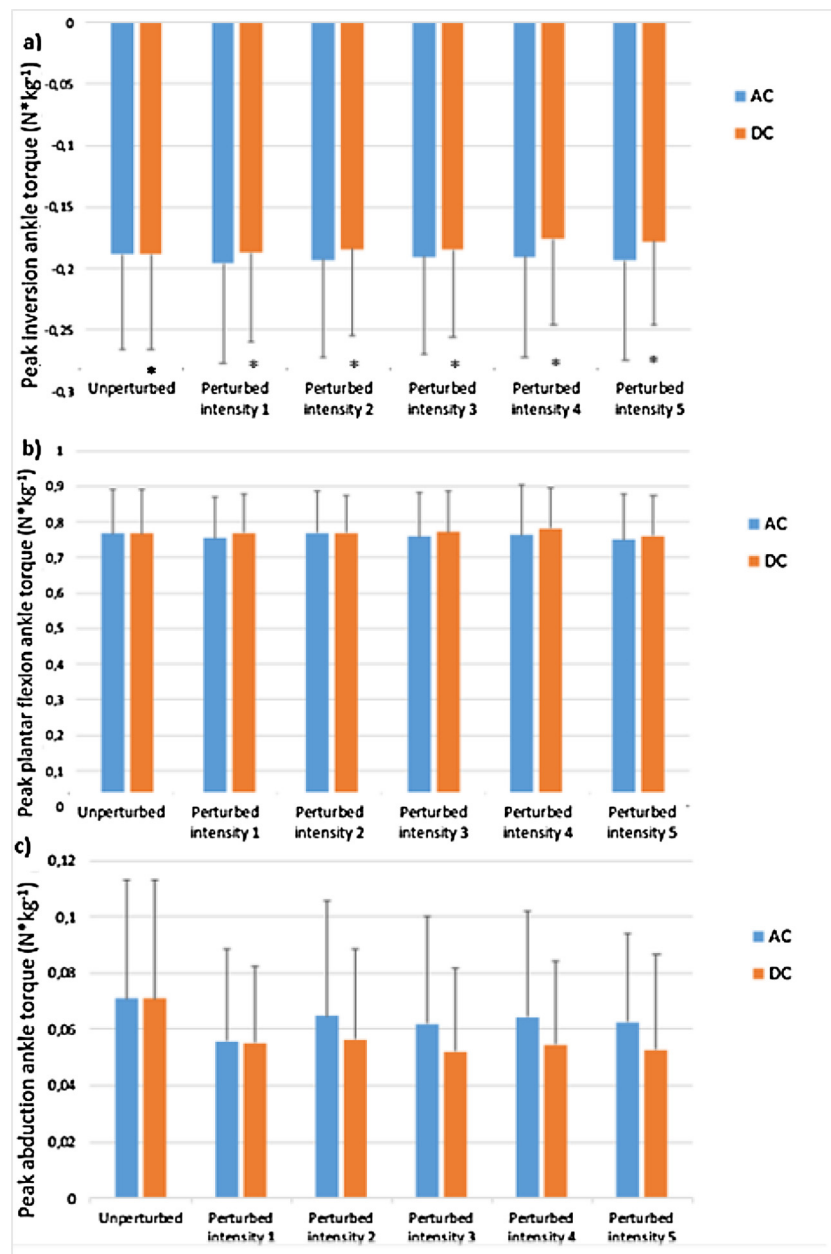 a)
Peak inversion ankle torque (N*kg-1)
0
-0,05
-0,1
-0,15
-0,2
-0,25
-0,3
* * * * * *
Unperturbed
Perturbed intensity 1
Perturbed intensity 2
Perturbed intensity 3
Perturbed intensity 4
Perturbed intensity 5
AC
DC
b)
Peak plantar flexion ankle torque (N*kg-1)
1
0,9
0,8
0,7
0,6
0,5
0,4
0,3
0,2
0,1
0
Unperturbed
Perturbed intensity 1
Perturbed intensity 2
Perturbed intensity 3
Perturbed intensity 4
Perturbed intensity 5
AC
DC
c)
Peak abduction ankle torque (N*kg-1)
0,12
0,1
0,08
0,06
0,04
0,02
0
Unperturbed
Perturbed intensity 1
Perturbed intensity 2
Perturbed intensity 3
Perturbed intensity 4
Perturbed intensity 5
AC
DC